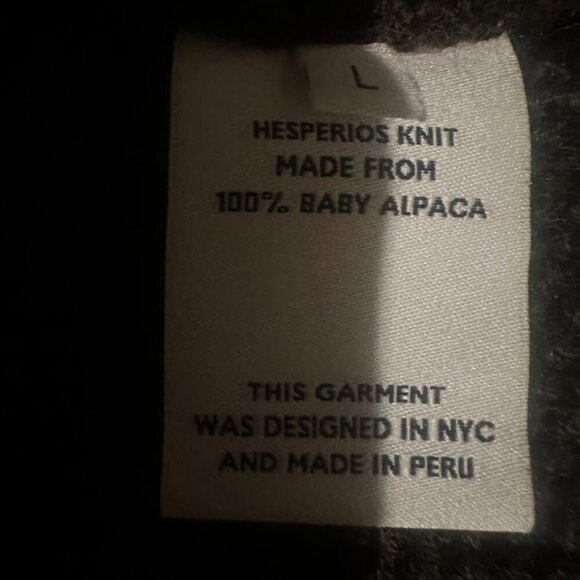 L
HESPERIOS KNIT
MADE FROM
100% BABY ALPACA
THIS GARMENT
WAS DESIGNED IN NYC
AND MADE IN PERU